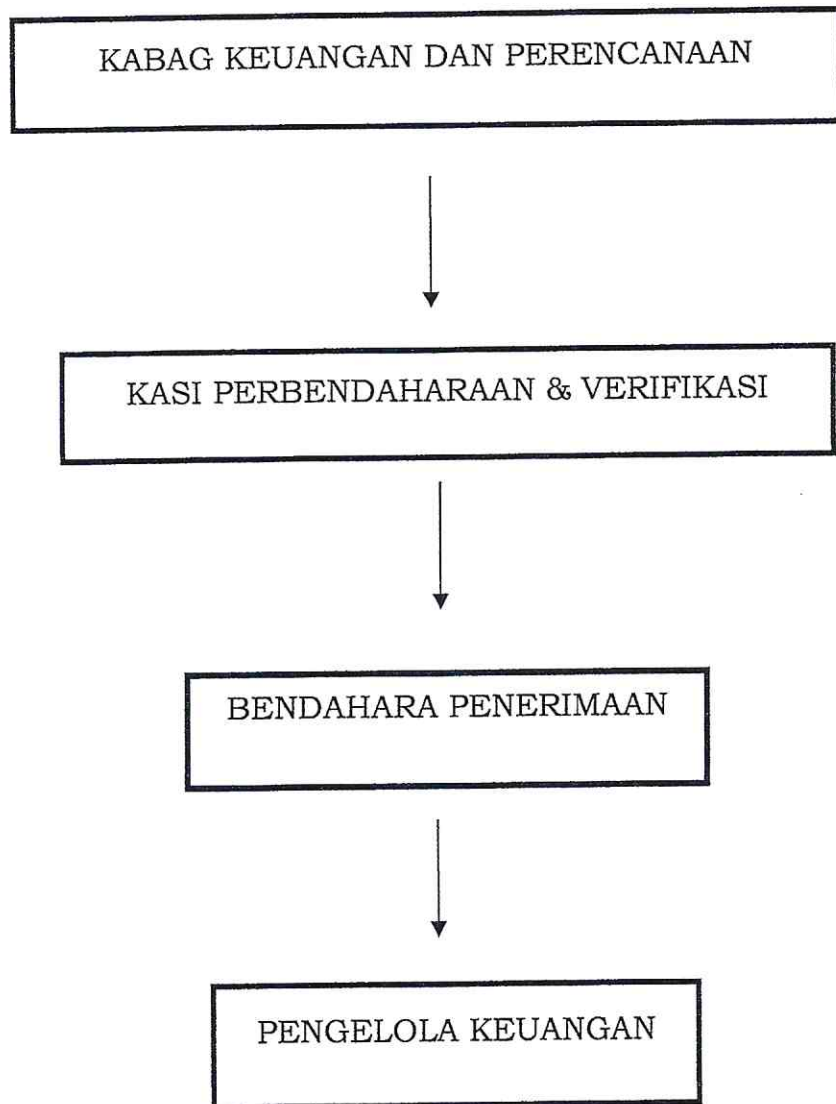 KABAG KEUANGAN DAN PERENCANAAN
KASI PERBENDAHARAAN & VERIFIKASI
BENDAHARA PENERIMAAN
PENGELOLA KEUANGAN